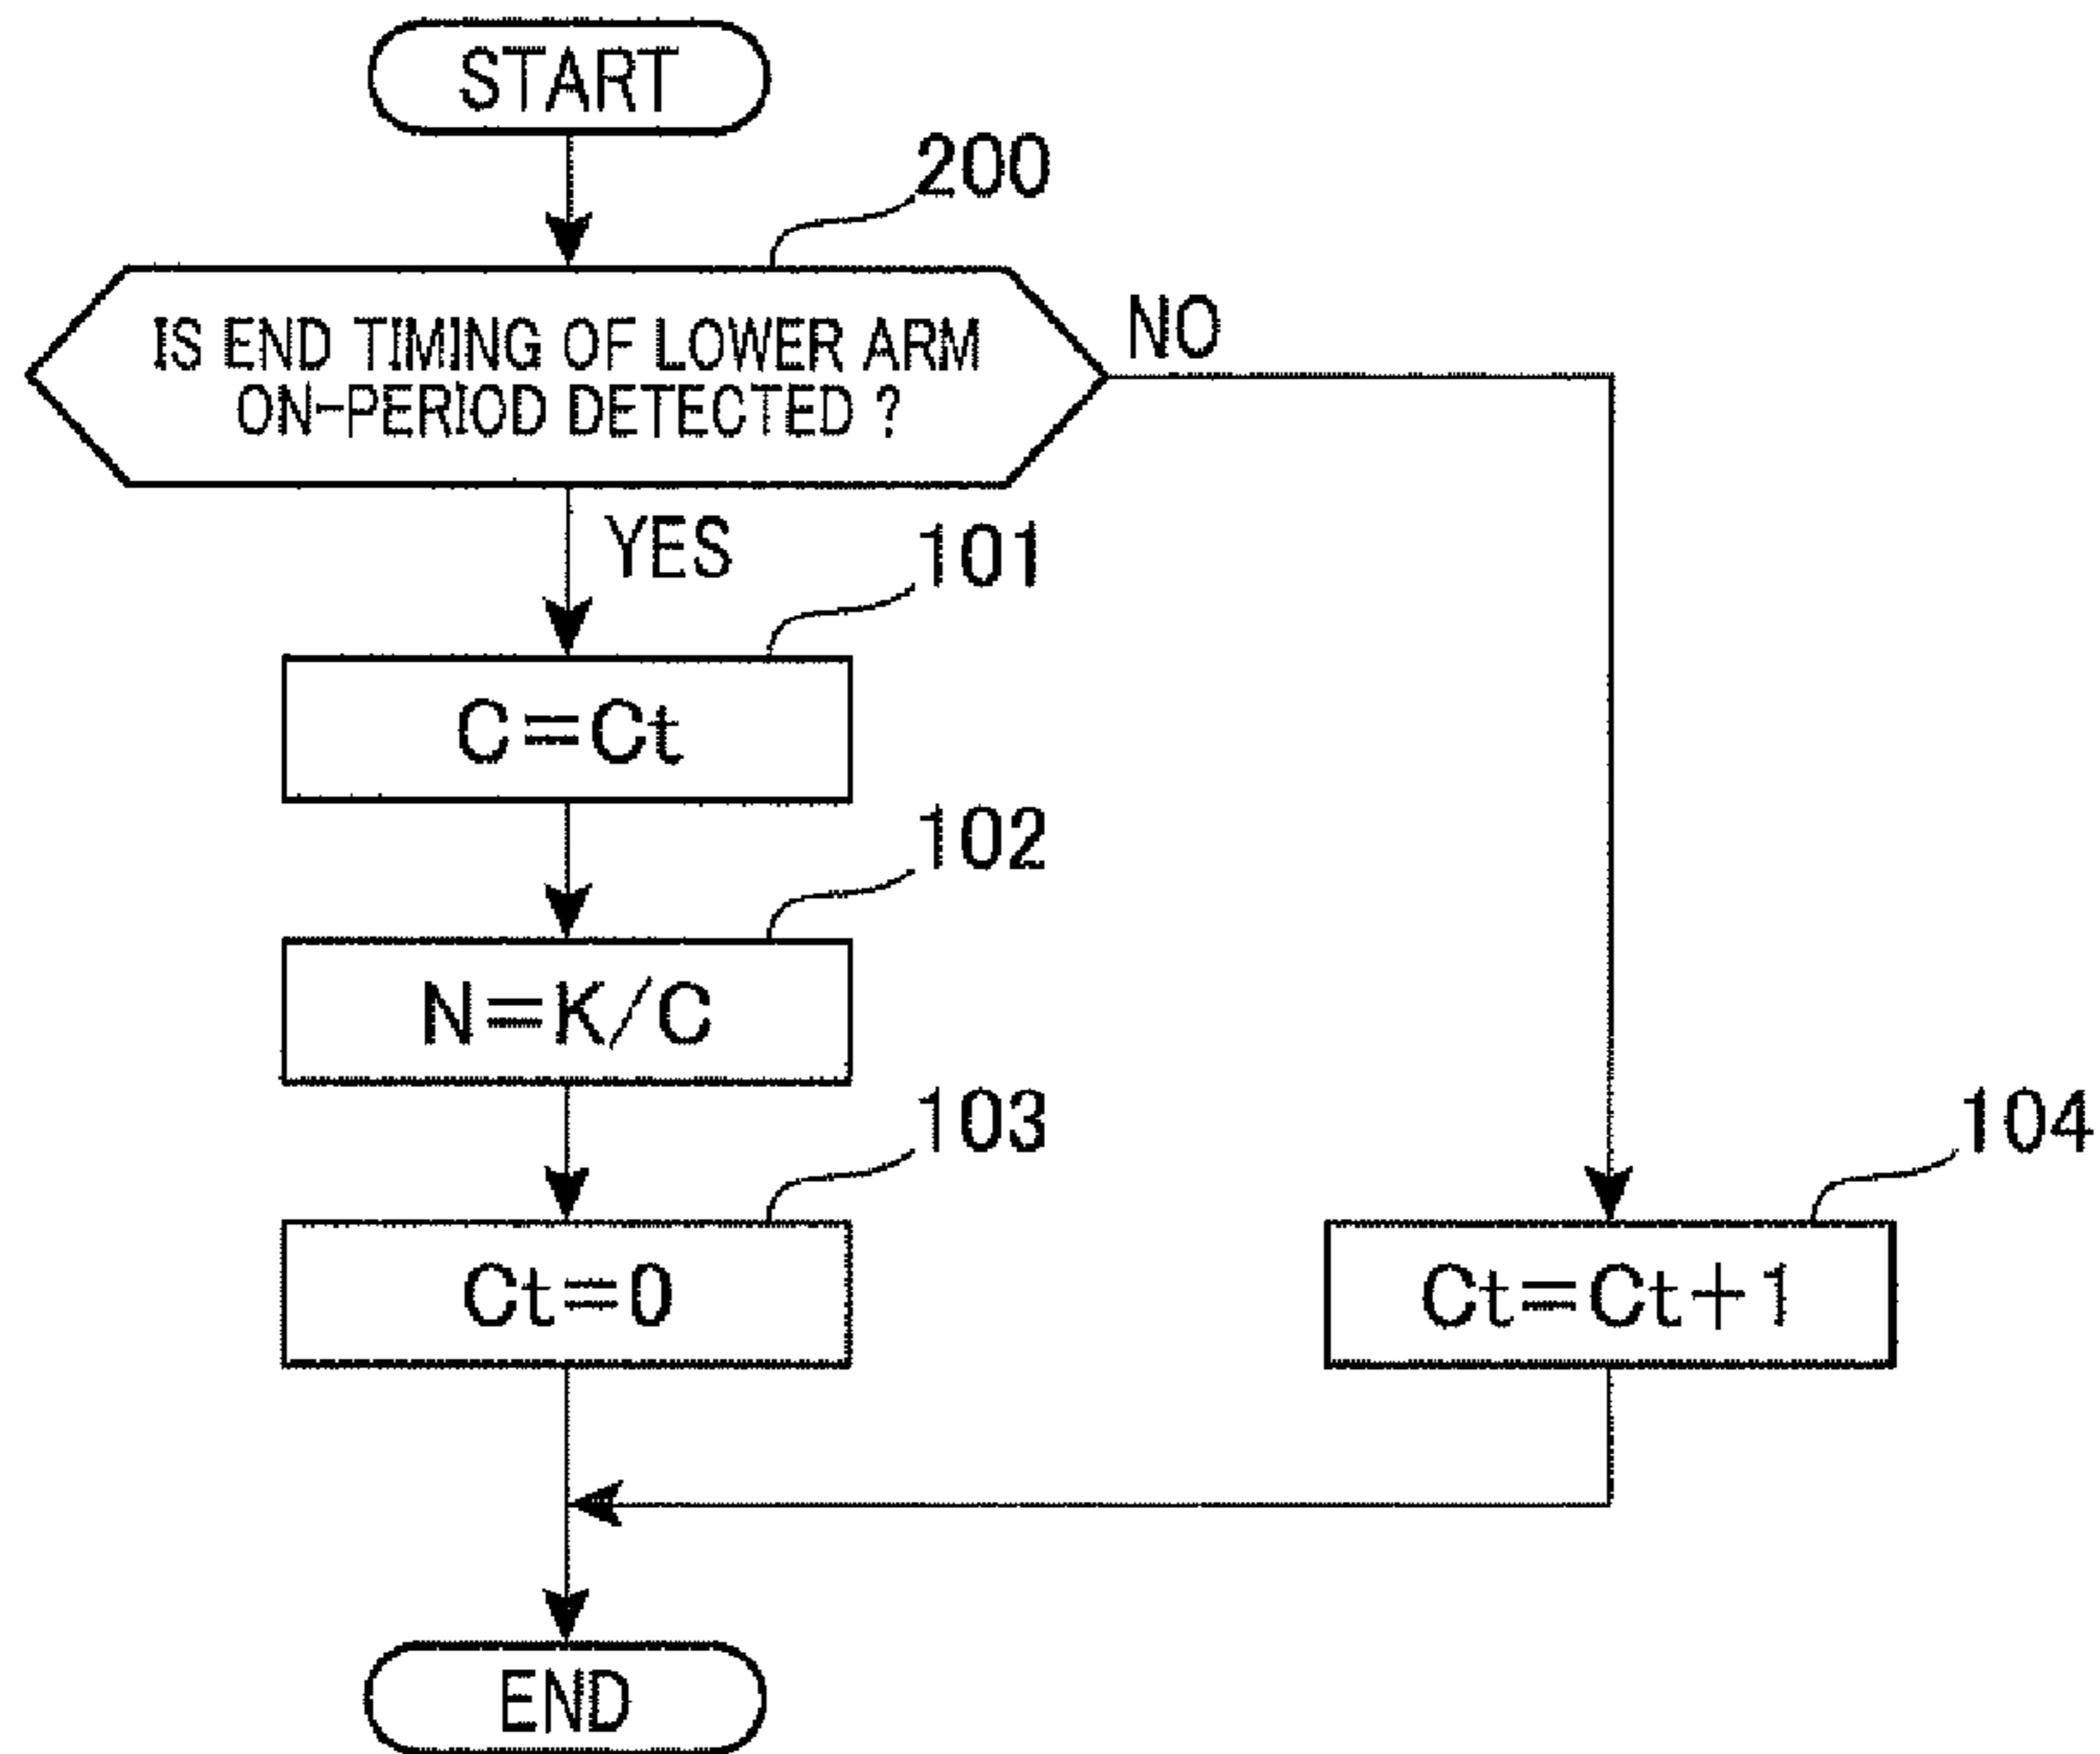 START
200
IS END TIMING OF LOWER ARM
ON-PERIOD DETECTED ?
NO
YES
101
C=Ct
102
N=K/C
103
Ct=0
104
Ct=Ct+1
END